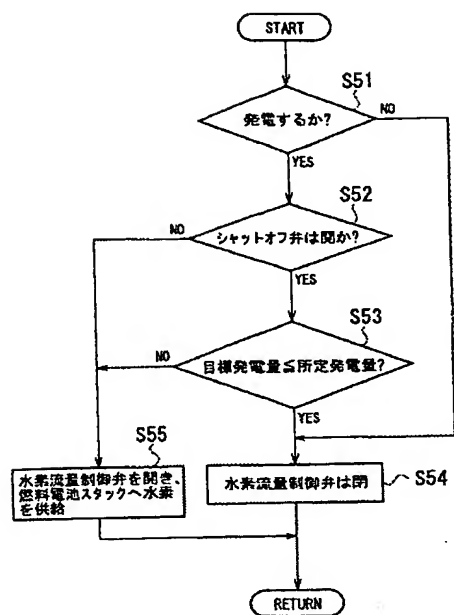 START
S51
発電するか?
NO
YES
S52
NO
シャットオフ弁は開か?
YES
S53
NO
目標発電量≦所定発電量?
YES
S55
水素流量制御弁を開き、
燃料電池スタックへ水素
を供給
水素流量制御弁は閉
S54
RETURN